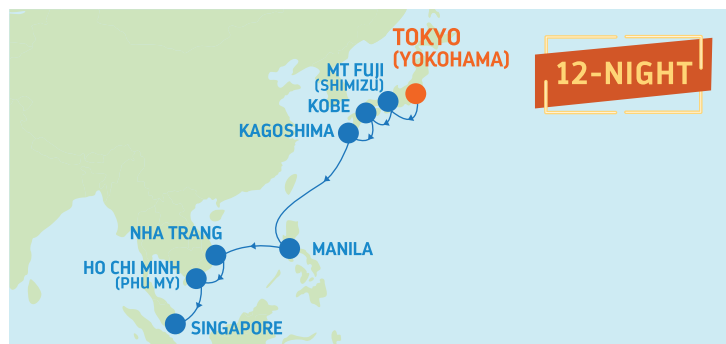 TOKYO
(YOKOHAMA)
12-NIGHT
MT FUJI
(SHIMIZU)
KOBE
KAGOSHIMA
NHA TRANG
MANILA
HO CHI MINH
(PHU MY)
SINGAPORE